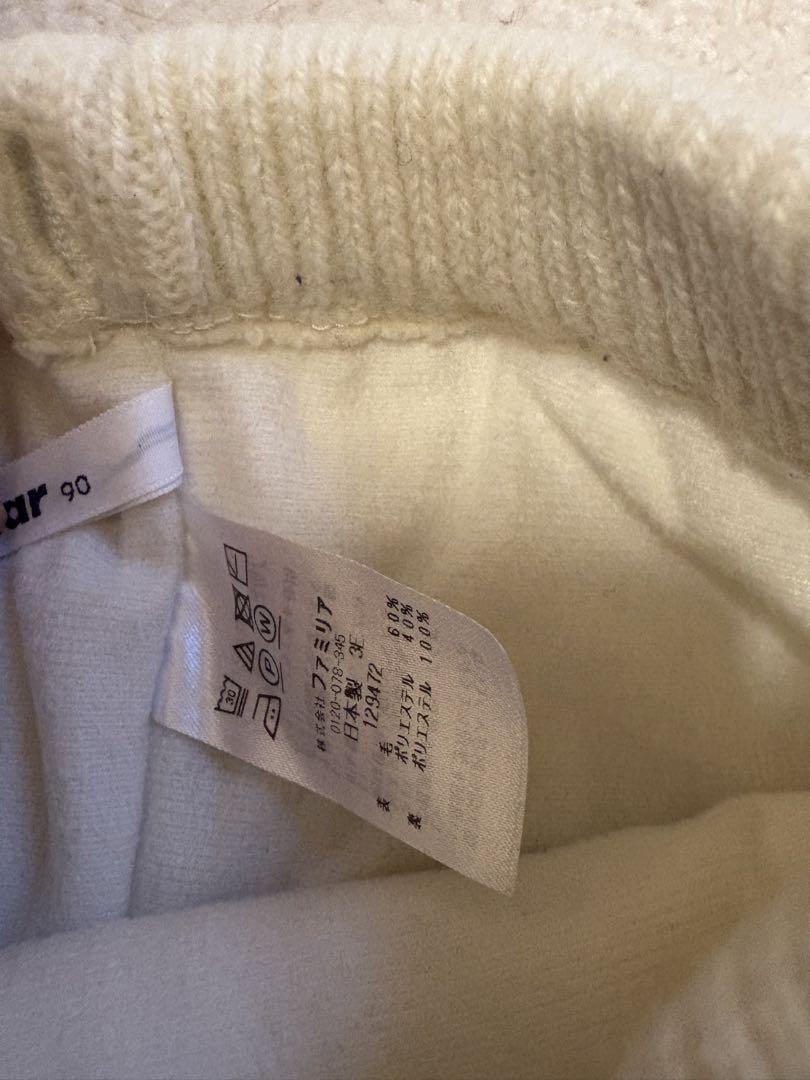 ar 90
30
P W
株式会社 ファミリア
0120-078-345
日本製 3E
129472
表 毛 60%
ポリエステル 40%
裏 ポリエステル 100%